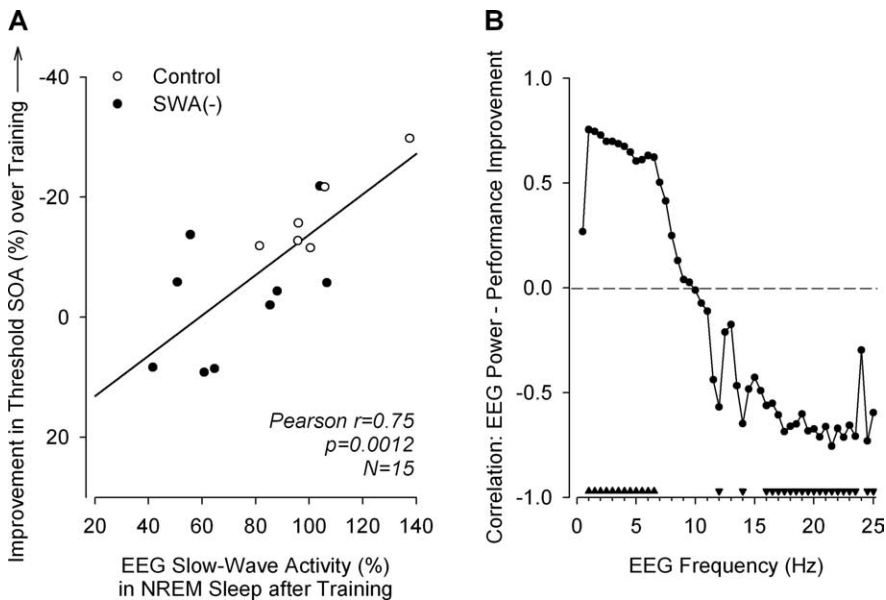 A
Improvement in Threshold SOA (%) over Training
-40
-20
0
20
Control
SWA(-)
Pearson r=0.75
p=0.0012
N=15
20 40 60 80 100 120 140
EEG Slow-Wave Activity (%)
in NREM Sleep after Training
B
Correlation: EEG Power - Performance Improvement
1.0
0.5
0.0
-0.5
-1.0
0 5 10 15 20 25
EEG Frequency (Hz)